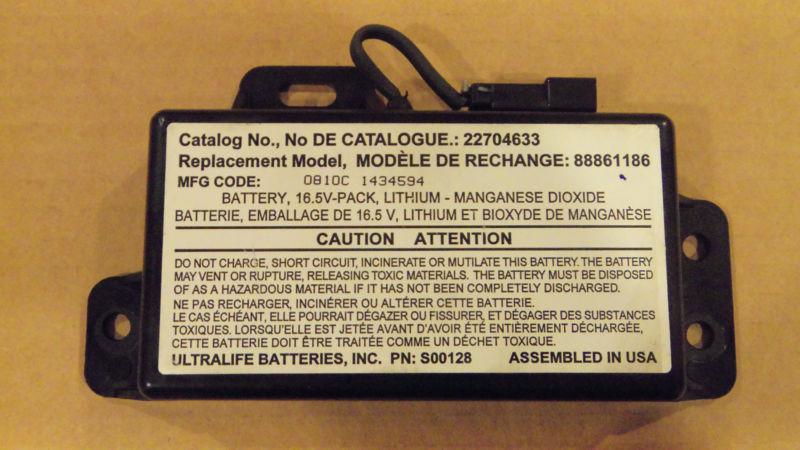 Catalog No., No DE CATALOGUE.: 22704633
Replacement Model, MODÈLE DE RECHANGE: 88861186
MFG CODE: 0810C 1434594
BATTERY, 16.5V-PACK, LITHIUM - MANGANESE DIOXIDE
BATTERIE, EMBALLAGE DE 16.5 V, LITHIUM ET BIOXYDE DE MANGANÈSE
CAUTION ATTENTION
DO NOT CHARGE, SHORT CIRCUIT, INCINERATE OR MUTILATE THIS BATTERY. THE BATTERY
MAY VENT OR RUPTURE, RELEASING TOXIC MATERIALS. THE BATTERY MUST BE DISPOSED
OF AS A HAZARDOUS MATERIAL IF IT HAS NOT BEEN COMPLETELY DISCHARGED.
NE PAS RECHARGER, INCINÉRER OU ALTÉRER CETTE BATTERIE.
LE CAS ÉCHÉANT, ELLE POURRAIT DÉGAZER OU FISSURER, ET DÉGAGER DES SUBSTANCES
TOXIQUES. LORSQU'ELLE EST JETÉE AVANT D'AVOIR ÉTÉ ENTIÈREMENT DÉCHARGÉE,
CETTE BATTERIE DOIT ÊTRE TRAITÉE COMME UN DÉCHET TOXIQUE.
ULTRALIFE BATTERIES, INC. PN: S00128 ASSEMBLED IN USA